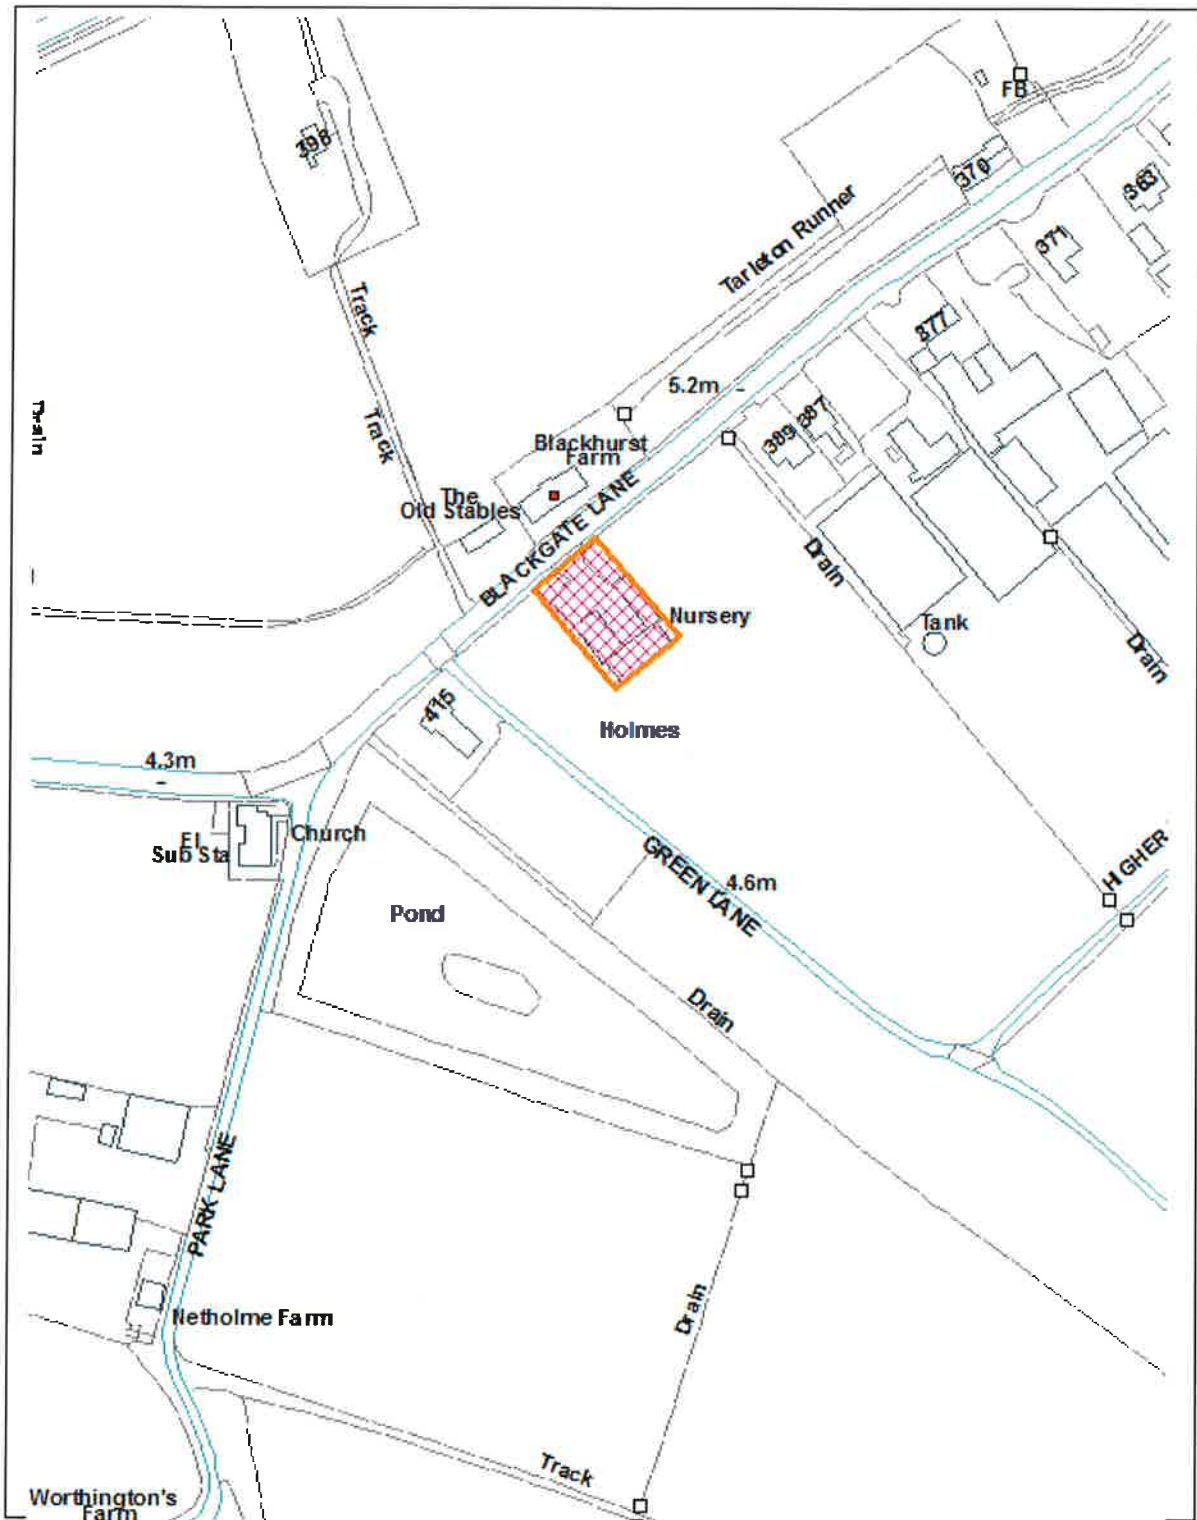 FB
398
370
363
Tarleton Runner
371
Track
377
5.2m
Drain
Track
387
389
Blackhurst
Farm
The
Old Stables
BLACKGATE LANE
Drain
Nursery
Tank
Drain
415
Holmes
4.3m
Church
El
Sub Sta
GREEN LANE
4.6m
HIGHER
Pond
Drain
PARK LANE
Drain
Netholme Farm
Track
Worthington's
Farm